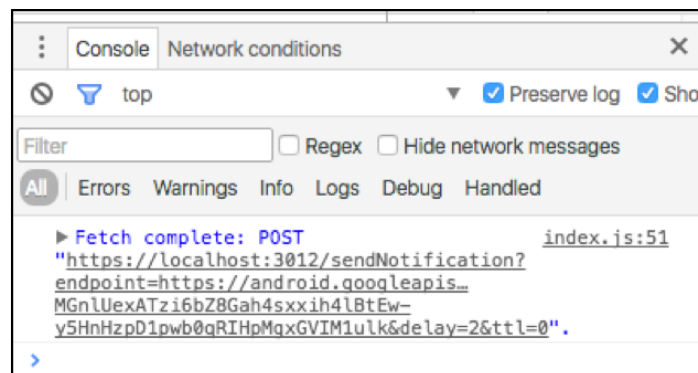 Console Network conditions
top Preserve log Sho
Filter Regex Hide network messages
All Errors Warnings Info Logs Debug Handled
Fetch complete: POST index.js:51
"https://localhost:3012/sendNotification?
endpoint=https://android.googleapis…
MGnlUexATzi6bZ8Gah4sxxih4lBtEw-
y5HnHzpD1pwb0qRIHpMgxGVIM1ulk&delay=2&ttl=0".